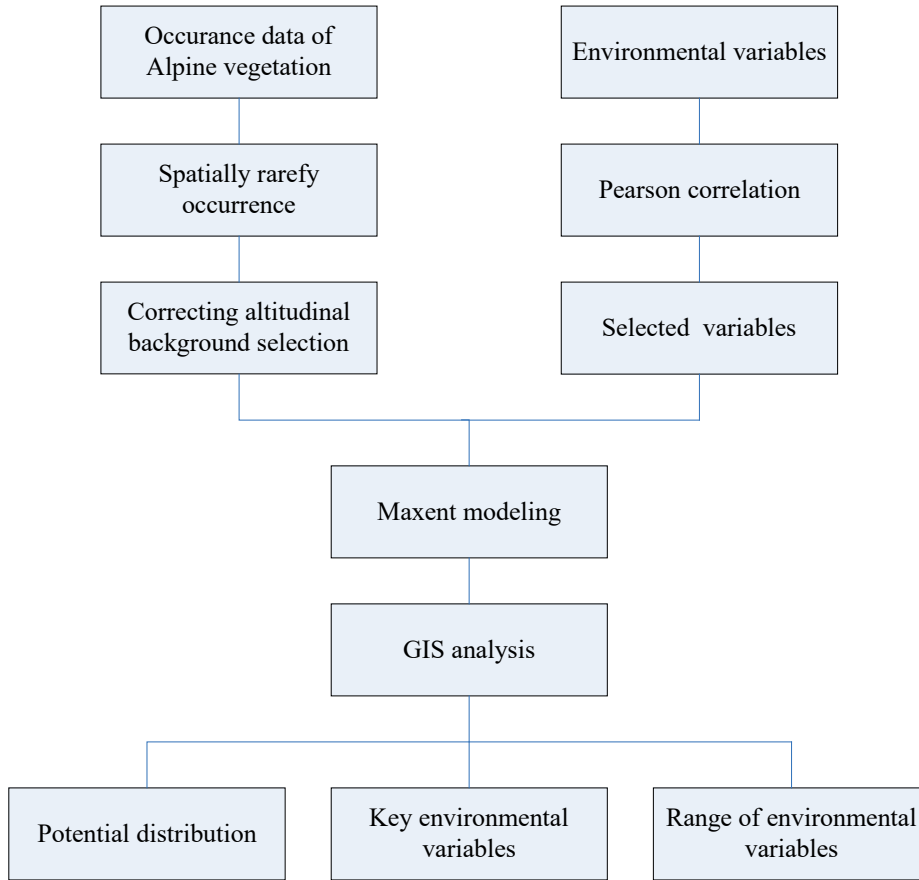 Occurance data of
Alpine vegetation
Environmental variables
Spatially rarefy
occurrence
Pearson correlation
Correcting altitudinal
background selection
Selected  variables
Maxent modeling
GIS analysis
Potential distribution
Key environmental
variables
Range of environmental
variables